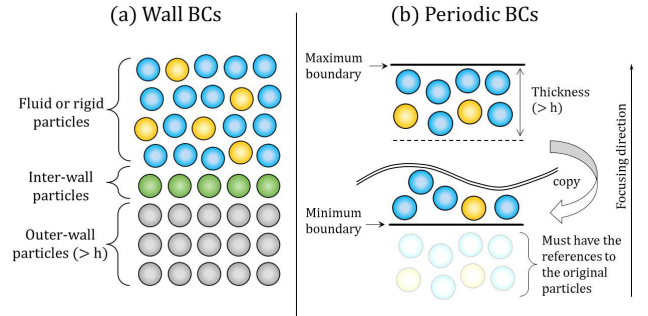 (a) Wall BCs
Fluid or rigid
particles
Inter-wall
particles
Outer-wall
particles (> h)
(b) Periodic BCs
Maximum
boundary
Thickness
(> h)
copy
Minimum
boundary
Must have the
references to
the original
particles
Focusing direction